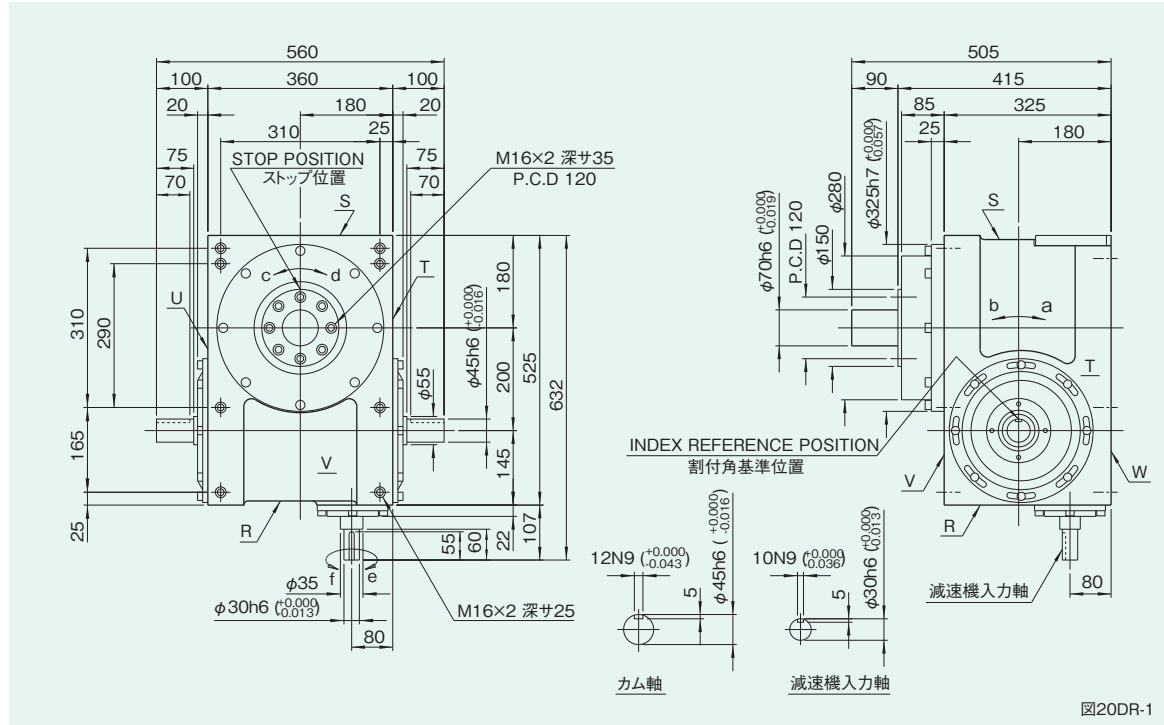 560
100
360
100
20
180
20
310
25
75
STOP POSITION
ストップ位置
75
M16×2 深サ35
P.C.D 120
70
70
S
c
d
T
U
180
310
290
φ45h6 (+0.000 -0.016)
200
525
632
φ55
165
V
145
25
R
22
107
55
60
f
e
φ35
φ30h6 (+0.000 -0.013)
M16×2 深サ25
80
505
90
415
85
325
25
180
φ325h7 (+0.000 -0.057)
φ280
φ150
P.C.D 120
φ70h6 (+0.000 -0.019)
S
b
a
T
INDEX REFERENCE POSITION
割付角基準位置
V
W
R
減速機入力軸
80
12N9 (+0.000 -0.043)
5
φ45h6 (+0.000 -0.016)
カム軸
10N9 (+0.000 -0.036)
5
φ30h6 (+0.000 -0.013)
減速機入力軸
図20DR-1